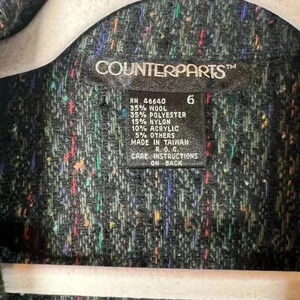 COUNTERPARTS™
RN 46640 6
35% WOOL
35% POLYESTER
15% NYLON
10% ACRYLIC
5% OTHERS
MADE IN TAIWAN
R.O.C.
CARE INSTRUCTIONS
ON BACK